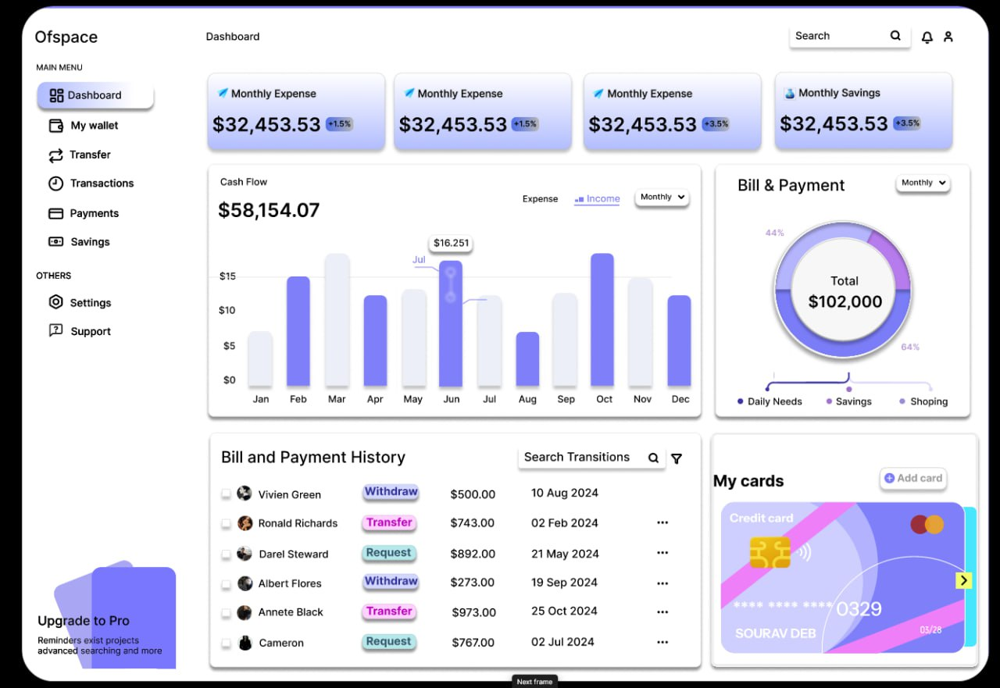 Ofspace
Dashboard
Search
MAIN MENU
Dashboard
My wallet
Transfer
Transactions
Payments
Savings
OTHERS
Settings
Support
Upgrade to Pro
Reminders exist projects
advanced searching and more
Monthly Expense
$32,453.53 +1.5%
Monthly Expense
$32,453.53 +1.5%
Monthly Expense
$32,453.53 +3.5%
Monthly Savings
$32,453.53 +3.5%
Cash Flow
$58,154.07
Expense Income Monthly
$16.251
Jul
$15
$10
$5
$0
Jan Feb Mar Apr May Jun Jul Aug Sep Oct Nov Dec
Bill & Payment
Monthly
44%
Total
$102,000
64%
Daily Needs Savings Shoping
Bill and Payment History
Search Transitions
Vivien Green Withdraw $500.00 10 Aug 2024
Ronald Richards Transfer $743.00 02 Feb 2024 •••
Darel Steward Request $892.00 21 May 2024 •••
Albert Flores Withdraw $273.00 19 Sep 2024 •••
Annete Black Transfer $973.00 25 Oct 2024 •••
Cameron Request $767.00 02 Jul 2024 •••
My cards
Add card
Credit card
**** **** **** 0329
SOURAV DEB
03/28
Next frame